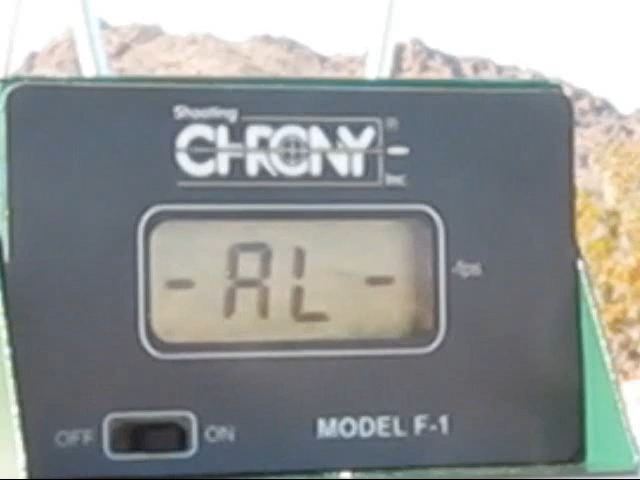 Shooting
CHRONY
Inc
- AL -
fps
OFF ON
MODEL F-1